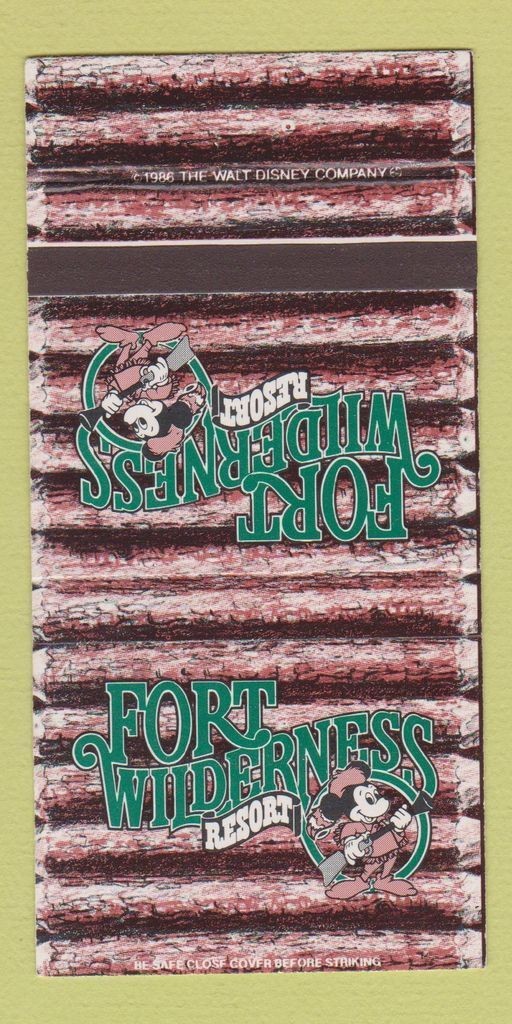 ©1986 THE WALT DISNEY COMPANY
FORT
WILDERNESS
RESORT
FORT
WILDERNESS
RESORT
BE SAFE CLOSE COVER BEFORE STRIKING